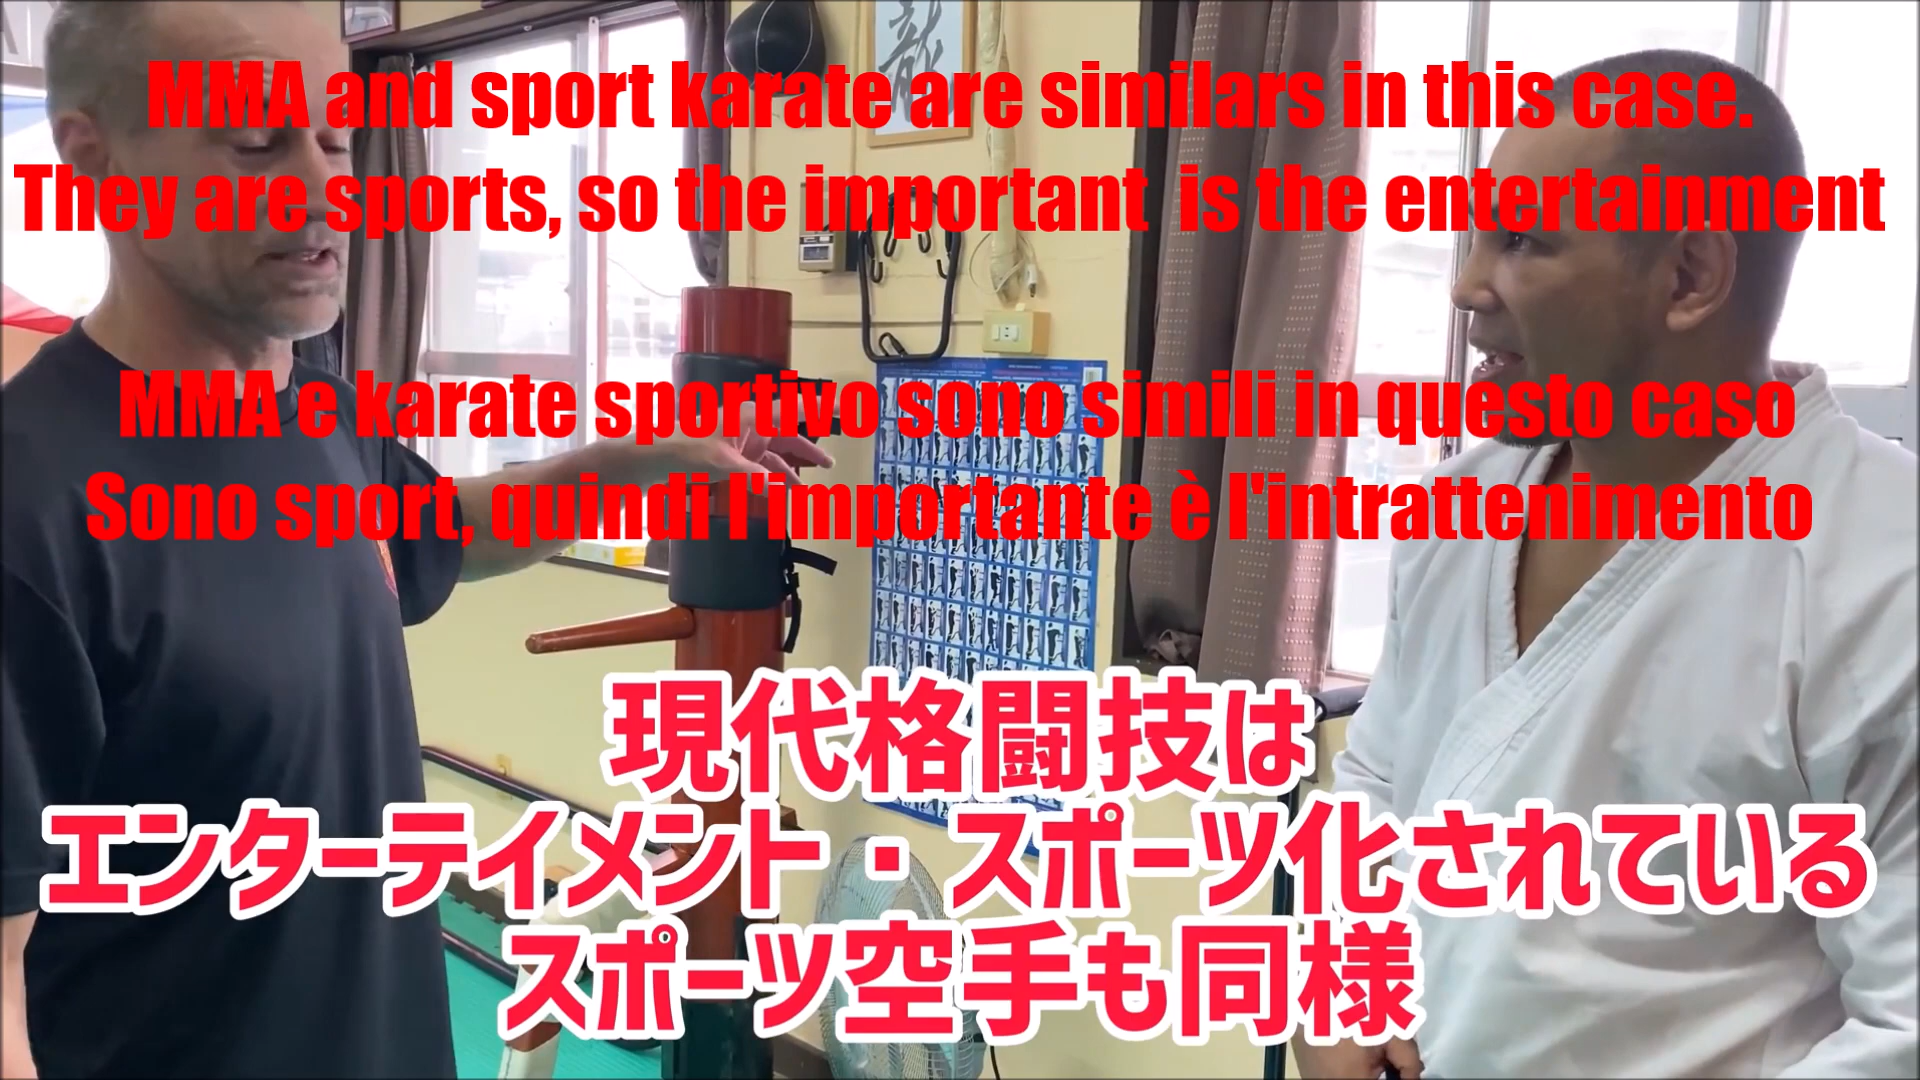 龍
MMA and sport karate are similars in this case.
They are sports, so the important is the entertainment
MMA e karate sportivo sono simili in questo caso
Sono sport, quindi l'importante è l'intrattenimento
現代格闘技は
エンターテイメント・スポーツ化されている
スポーツ空手も同様